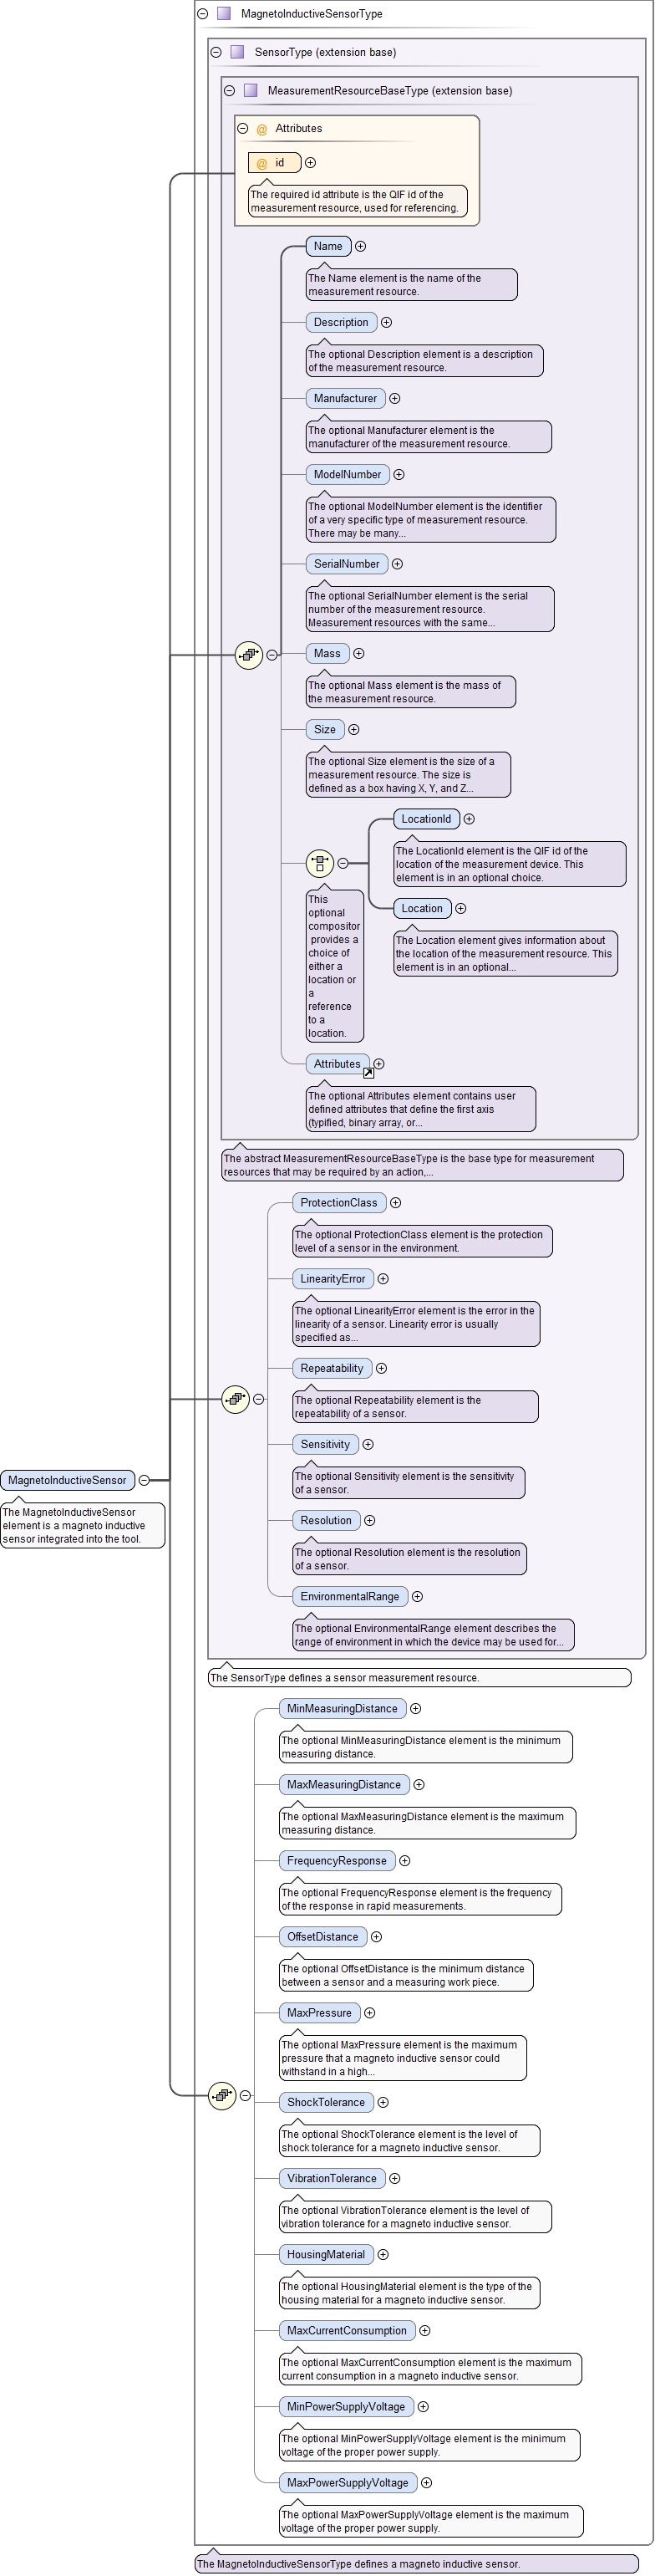 MagnetoInductiveSensorType
SensorType (extension base)
MeasurementResourceBaseType (extension base)
@ Attributes
@ id
The required id attribute is the QIF id of the
measurement resource, used for referencing.
Name
The Name element is the name of the
measurement resource.
Description
The optional Description element is a description
of the measurement resource.
Manufacturer
The optional Manufacturer element is the
manufacturer of the measurement resource.
ModelNumber
The optional ModelNumber element is the identifier
of a very specific type of measurement resource.
There may be many...
SerialNumber
The optional SerialNumber element is the serial
number of the measurement resource.
Measurement resources with the same...
Mass
The optional Mass element is the mass of
the measurement resource.
Size
The optional Size element is the size of a
measurement resource. The size is
defined as a box having X, Y, and Z...
LocationId
The LocationId element is the QIF id of the
location of the measurement device. This
element is in an optional choice.
Location
The Location element gives information about
the location of the measurement resource. This
element is in an optional...
This
optional
compositor
provides a
choice of
either a
location or
a
reference
to a
location.
Attributes
The optional Attributes element contains user
defined attributes that define the first axis
(typified, binary array, or...
The abstract MeasurementResourceBaseType is the base type for measurement
resources that may be required by an action,...
ProtectionClass
The optional ProtectionClass element is the protection
level of a sensor in the environment.
LinearityError
The optional LinearityError element is the error in the
linearity of a sensor. Linearity error is usually
specified as...
Repeatability
The optional Repeatability element is the
repeatability of a sensor.
Sensitivity
The optional Sensitivity element is the sensitivity
of a sensor.
Resolution
The optional Resolution element is the resolution
of a sensor.
EnvironmentalRange
The optional EnvironmentalRange element describes the
range of environment in which the device may be used for...
MagnetoInductiveSensor
The MagnetoInductiveSensor
element is a magneto inductive
sensor integrated into the tool.
The SensorType defines a sensor measurement resource.
MinMeasuringDistance
The optional MinMeasuringDistance element is the minimum
measuring distance.
MaxMeasuringDistance
The optional MaxMeasuringDistance element is the maximum
measuring distance.
FrequencyResponse
The optional FrequencyResponse element is the frequency
of the response in rapid measurements.
OffsetDistance
The optional OffsetDistance is the minimum distance
between a sensor and a measuring work piece.
MaxPressure
The optional MaxPressure element is the maximum
pressure that a magneto inductive sensor could
withstand in a high...
ShockTolerance
The optional ShockTolerance element is the level of
shock tolerance for a magneto inductive sensor.
VibrationTolerance
The optional VibrationTolerance element is the level of
vibration tolerance for a magneto inductive sensor.
HousingMaterial
The optional HousingMaterial element is the type of the
housing material for a magneto inductive sensor.
MaxCurrentConsumption
The optional MaxCurrentConsumption element is the maximum
current consumption in a magneto inductive sensor.
MinPowerSupplyVoltage
The optional MinPowerSupplyVoltage element is the minimum
voltage of the proper power supply.
MaxPowerSupplyVoltage
The optional MaxPowerSupplyVoltage element is the maximum
voltage of the proper power supply.
The MagnetoInductiveSensorType defines a magneto inductive sensor.